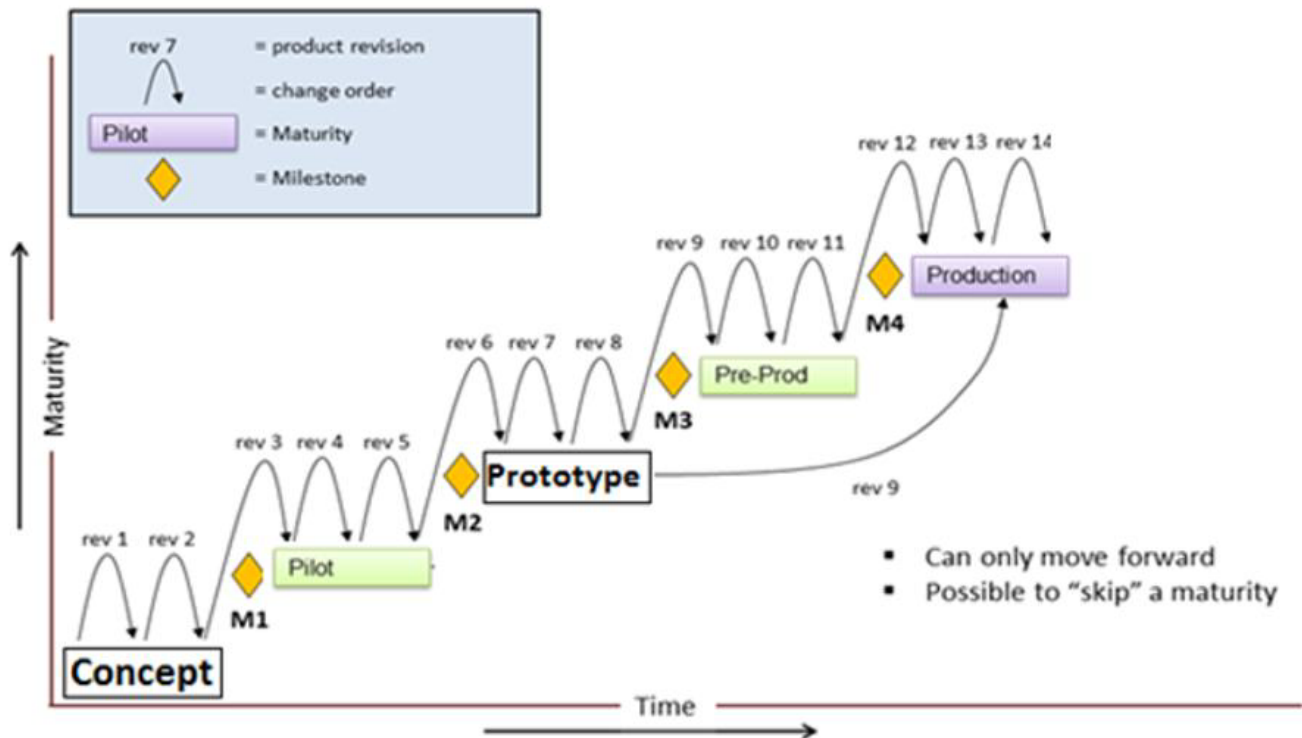 rev 7
= product revision
= change order
Pilot
= Maturity
= Milestone
rev 12 rev 13 rev 14
rev 9 rev 10 rev 11
Production
M4
rev 6 rev 7 rev 8
Maturity
Pre-Prod
M3
rev 3 rev 4 rev 5
Prototype
rev 9
M2
rev 1 rev 2
Pilot
M1
▪ Can only move forward
▪ Possible to “skip” a maturity
Concept
Time